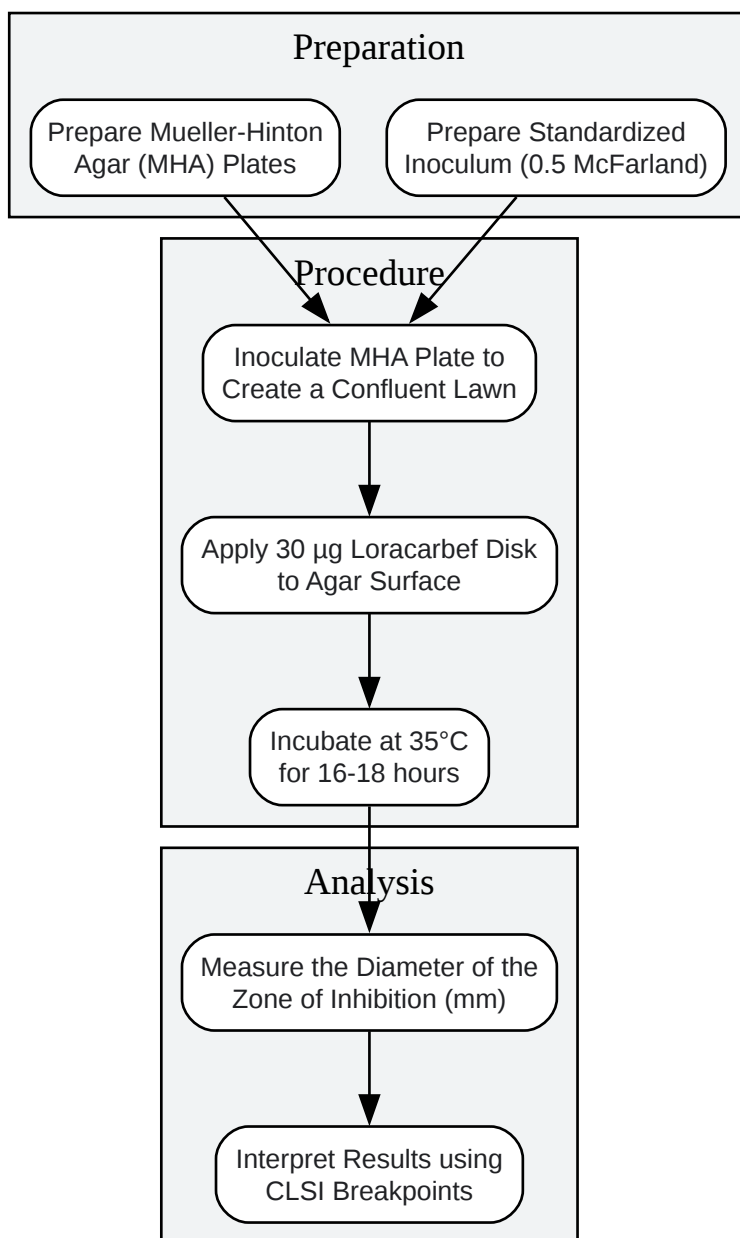 Preparation
Prepare Mueller-Hinton
Agar (MHA) Plates
Prepare Standardized
Inoculum (0.5 McFarland)
Procedure
Inoculate MHA Plate to
Create a Confluent Lawn
Apply 30 µg Loracarbef Disk
to Agar Surface
Incubate at 35°C
for 16-18 hours
Analysis
Measure the Diameter of the
Zone of Inhibition (mm)
Interpret Results using
CLSI Breakpoints